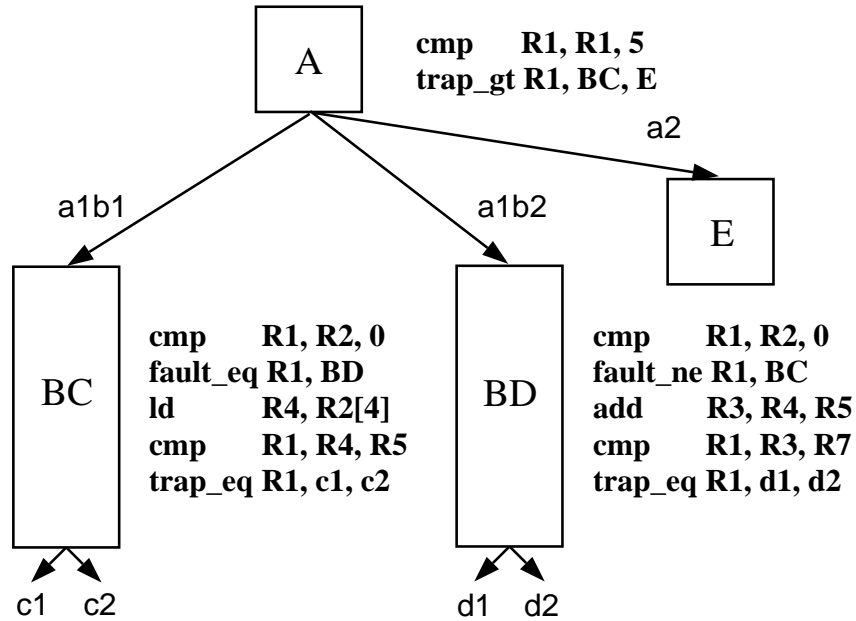 A
cmp R1, R1, 5
trap_gt R1, BC, E
a2
a1b1
a1b2
E
BC
cmp R1, R2, 0
fault_eq R1, BD
ld R4, R2[4]
cmp R1, R4, R5
trap_eq R1, c1, c2
BD
cmp R1, R2, 0
fault_ne R1, BC
add R3, R4, R5
cmp R1, R3, R7
trap_eq R1, d1, d2
c1 c2
d1 d2